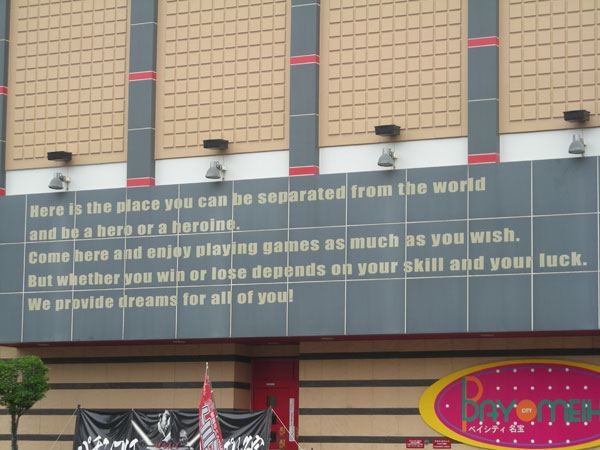 Here is the place you can be separated from the world
and be a hero or a heroine.
Come here and enjoy playing games as much as you wish.
But whether you win or lose depends on your skill and your luck.
We provide dreams for all of you!
CITY
ベイシティ 名宝